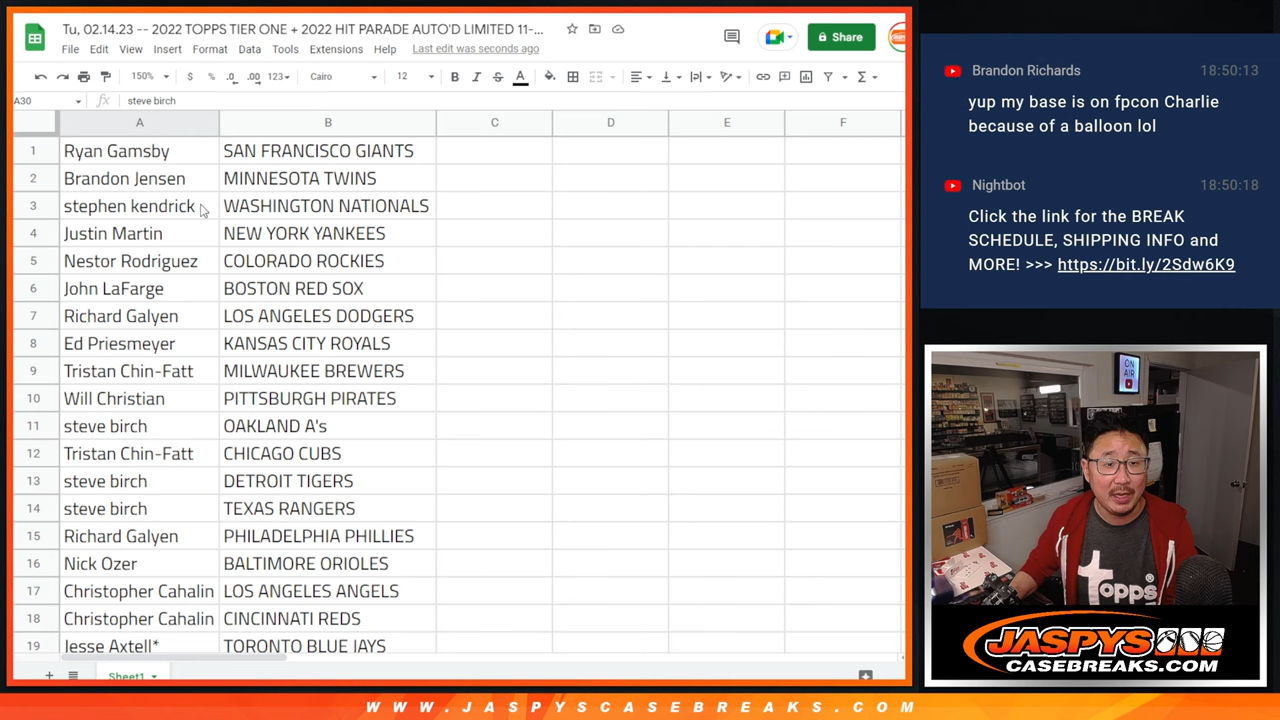 Tu, 02.14.23 -- 2022 TOPPS TIER ONE + 2022 HIT PARADE AUTO'D LIMITED 11-...
File Edit View Insert Format Data Tools Extensions Help Last edit was seconds ago
Share
150% $ % .0 .00 123 Cairo 12 B I S A
A30 fx steve birch
A B C D E F
1 Ryan Gamsby SAN FRANCISCO GIANTS
2 Brandon Jensen MINNESOTA TWINS
3 stephen kendrick WASHINGTON NATIONALS
4 Justin Martin NEW YORK YANKEES
5 Nestor Rodriguez COLORADO ROCKIES
6 John LaFarge BOSTON RED SOX
7 Richard Galyen LOS ANGELES DODGERS
8 Ed Priesmeyer KANSAS CITY ROYALS
9 Tristan Chin-Fatt MILWAUKEE BREWERS
10 Will Christian PITTSBURGH PIRATES
11 steve birch OAKLAND A's
12 Tristan Chin-Fatt CHICAGO CUBS
13 steve birch DETROIT TIGERS
14 steve birch TEXAS RANGERS
15 Richard Galyen PHILADELPHIA PHILLIES
16 Nick Ozer BALTIMORE ORIOLES
17 Christopher Cahalin LOS ANGELES ANGELS
18 Christopher Cahalin CINCINNATI REDS
19 Jesse Axtell* TORONTO BLUE JAYS
Sheet1
Brandon Richards 18:50:13
yup my base is on fpcon Charlie
because of a balloon lol
Nightbot 18:50:18
Click the link for the BREAK
SCHEDULE, SHIPPING INFO and
MORE! >>> https://bit.ly/2Sdw6K9
ON
AIR
topps®
JASPYS
CASEBREAKS.COM
WWW.JASPYSCASEBREAKS.COM